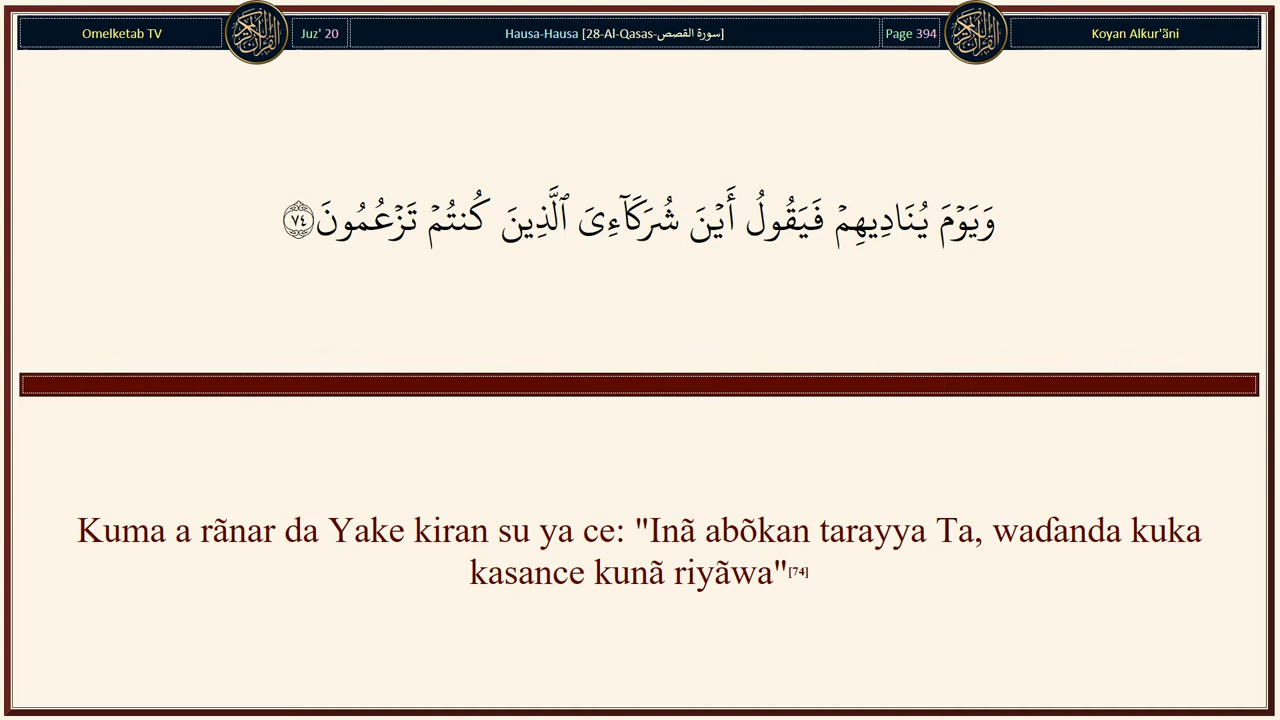 Omelketab TV
Juz' 20
Hausa-Hausa [28-Al-Qasas-سورة القصص]
Page 394
Koyan Alƙur'ãni
وَيَوۡمَ يُنَادِيهِمۡ فَيَقُولُ أَيۡنَ شُرَكَآءِىَ ٱلَّذِينَ كُنتُمۡ تَزۡعُمُونَ ٧٤
Kuma a rãnar da Yake kiran su ya ce: "Inã abõkan tarayya Ta, waɗanda kuka
kasance kunã riyãwa"[74]